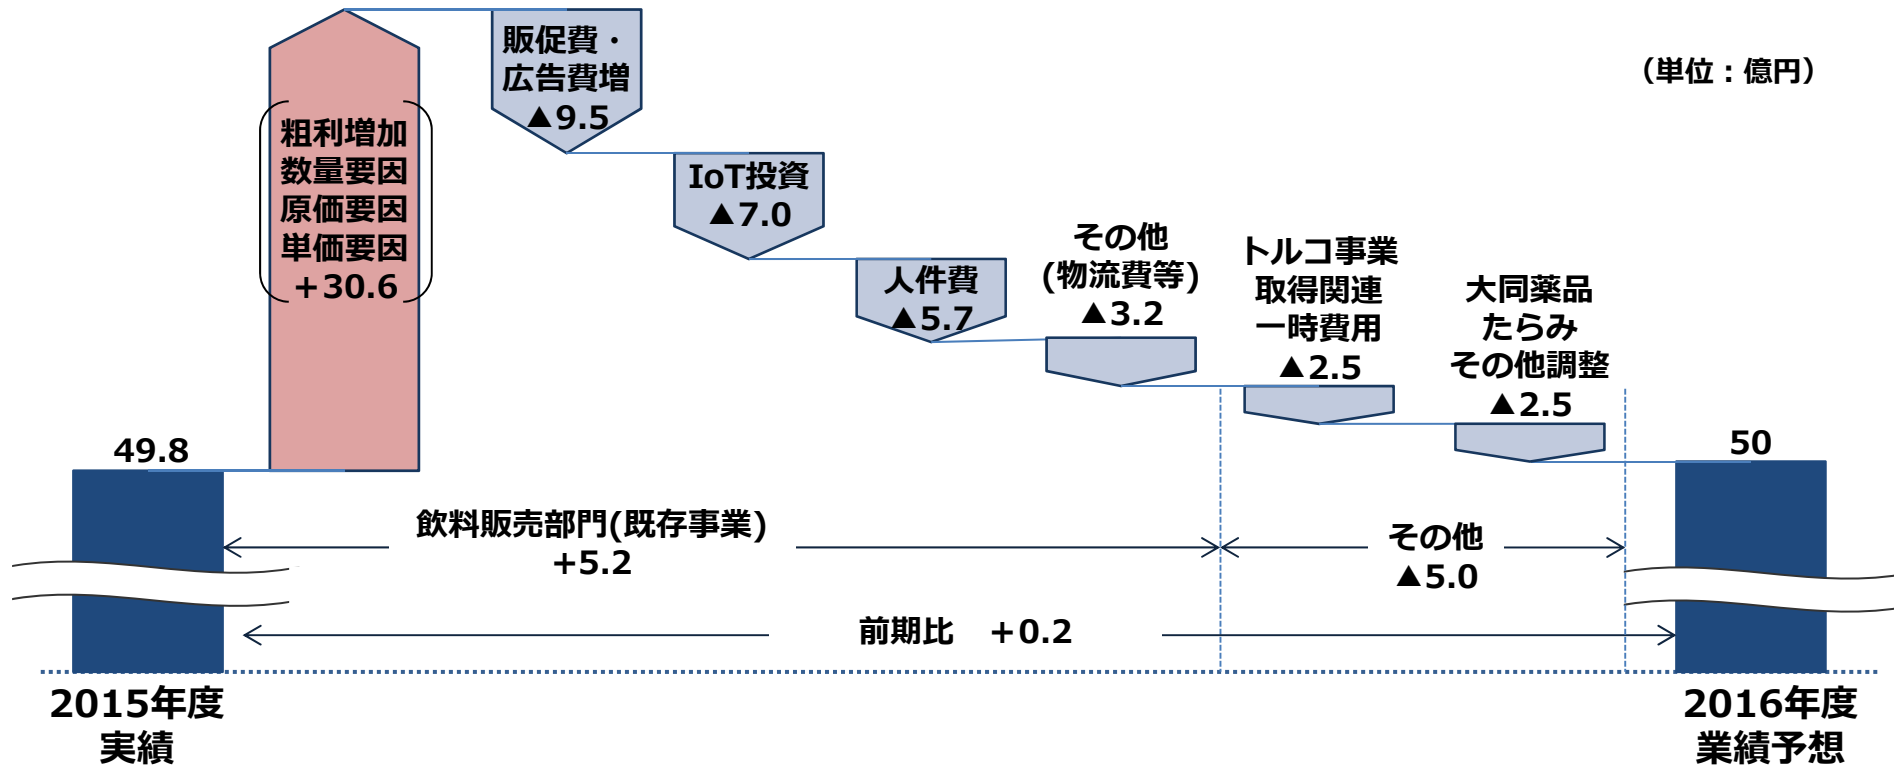 (単位：億円)
販促費・
広告費増
▲9.5
粗利増加
数量要因
原価要因
単価要因
+30.6
IoT投資
▲7.0
人件費
▲5.7
その他
(物流費等)
▲3.2
トルコ事業
取得関連
一時費用
▲2.5
大同薬品
たらみ
その他調整
▲2.5
49.8
50
飲料販売部門(既存事業)
+5.2
その他
▲5.0
前期比　+0.2
2015年度
実績
2016年度
業績予想